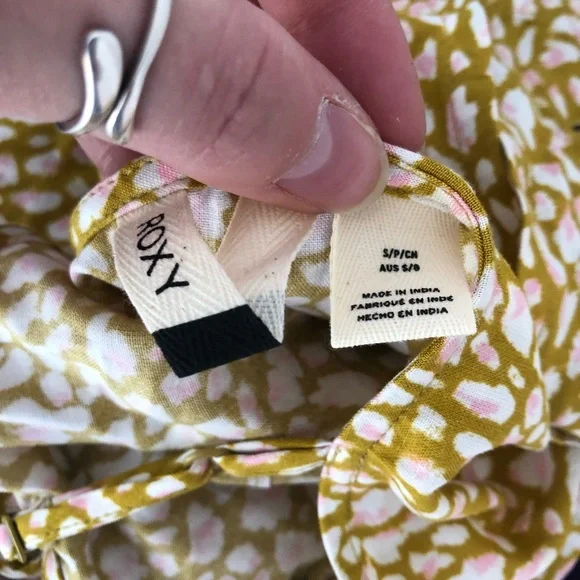 ROXY
S/P/CH
AUS S/8
MADE IN INDIA
FABRIQUÉ EN INDE
HECHO EN INDIA